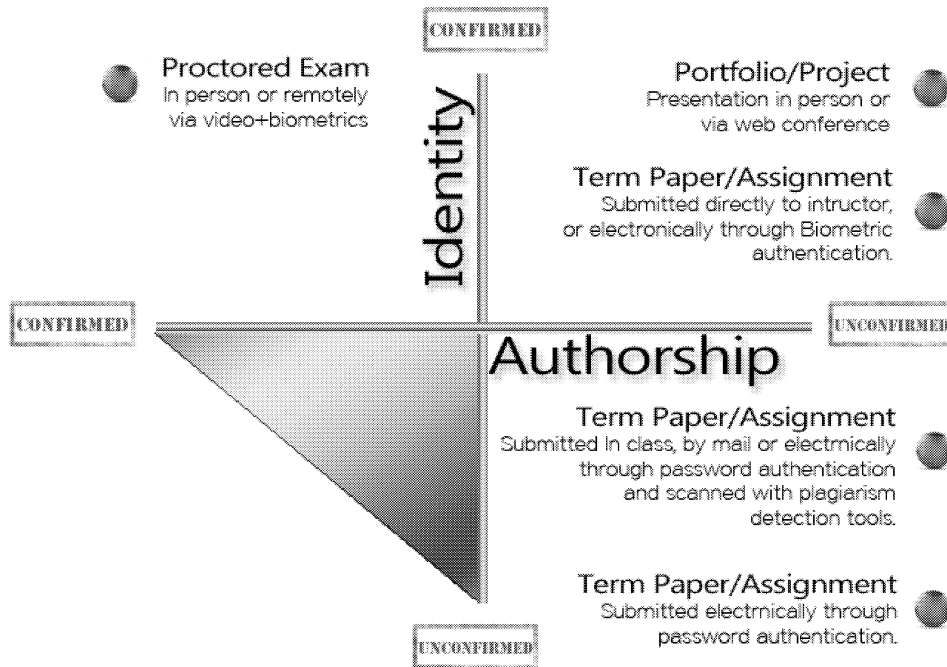 CONFIRMED
Proctored Exam
In person or remotely
via video+biometrics
Identity
Portfolio/Project
Presentation in person or
via web conference
Term Paper/Assignment
Submitted directly to intructor,
or electronically through Biometric
authentication.
CONFIRMED
UNCONFIRMED
Authorship
Term Paper/Assignment
Submitted In class, by mail or electrnically
through password authentication
and scanned with plagiarism
detection tools.
Term Paper/Assignment
Submitted electrnically through
password authentication.
UNCONFIRMED